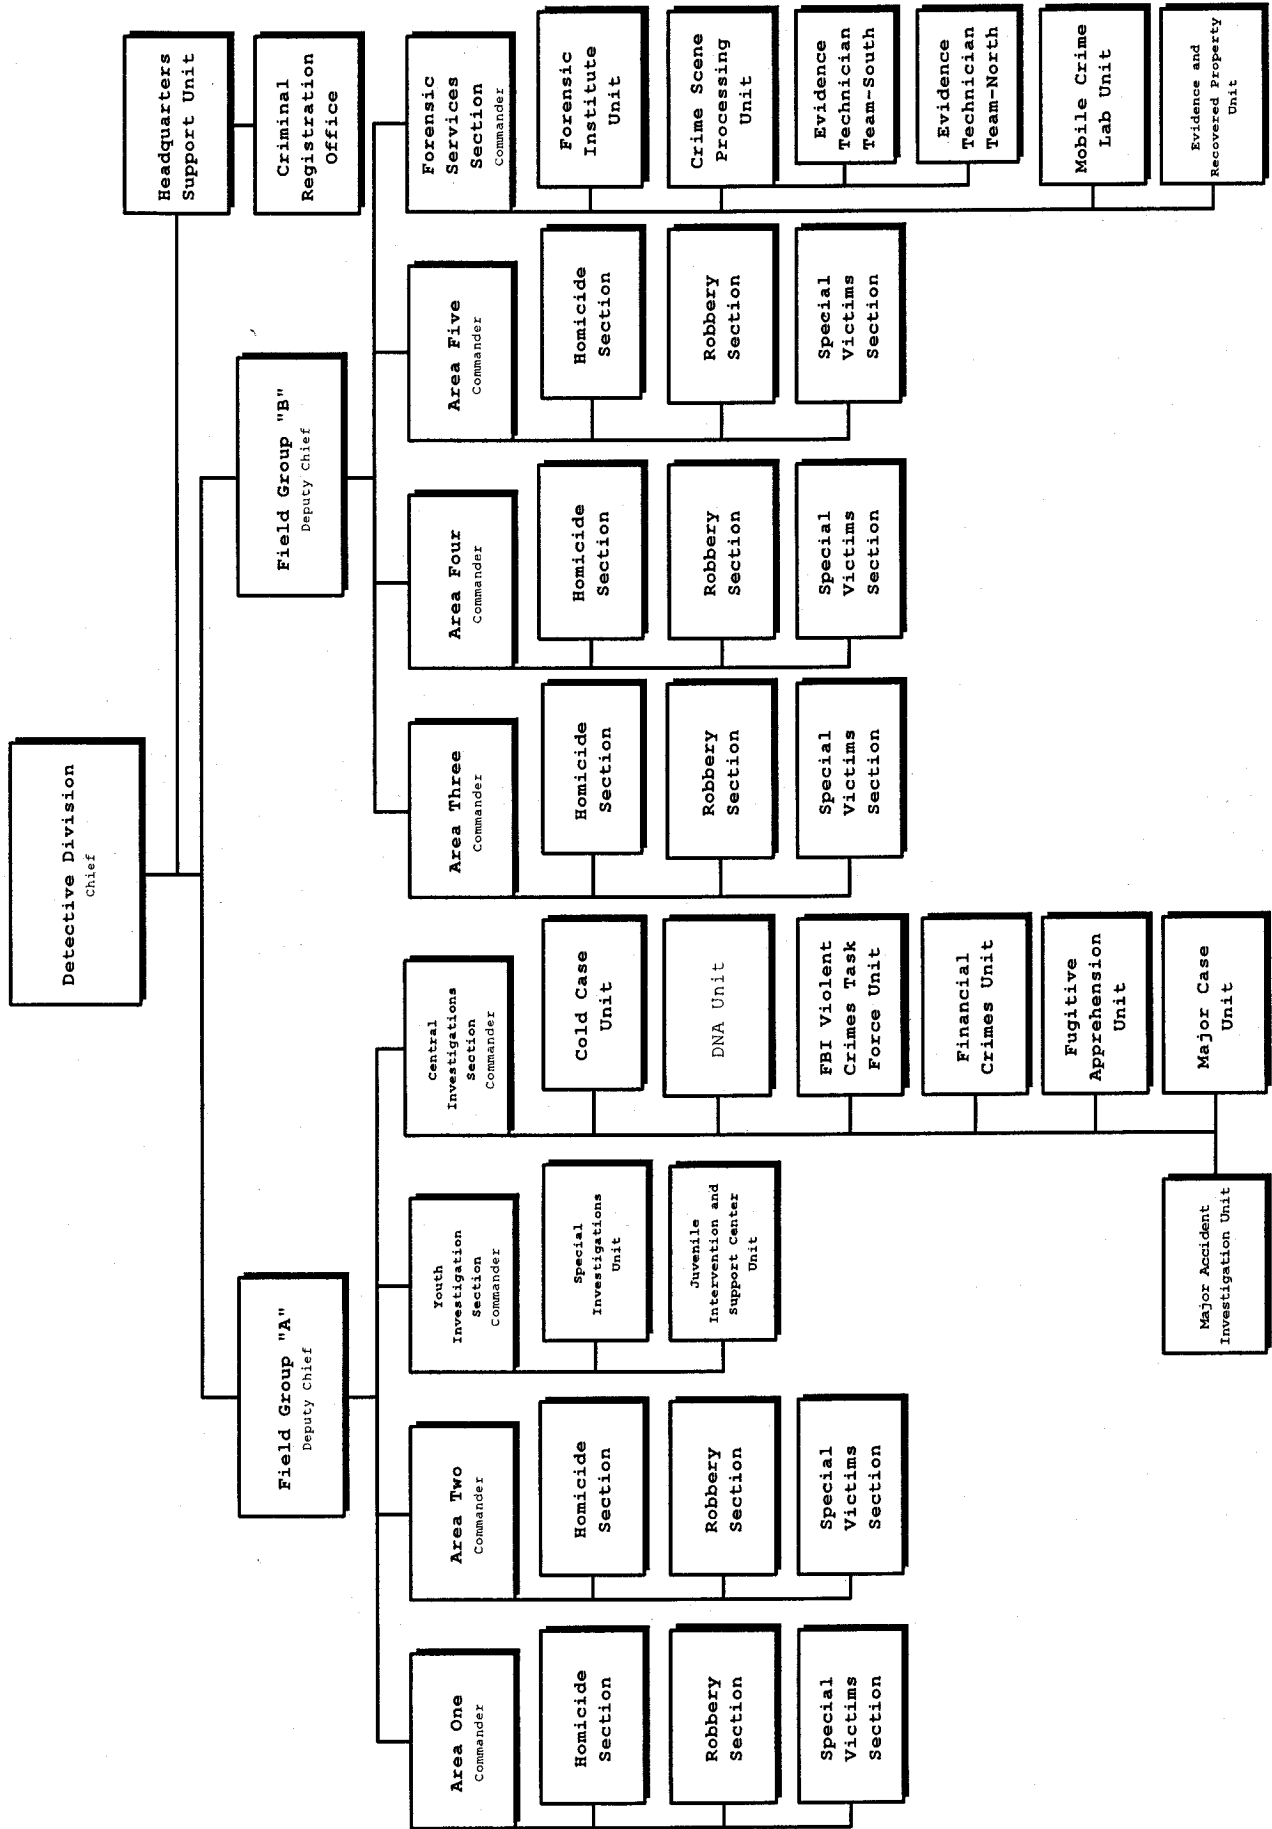 Detective Division
Chief
Headquarters
Support Unit
Criminal
Registration
Office
Field Group "A"
Deputy Chief
Field Group "B"
Deputy Chief
Area One
Commander
Homicide
Section
Robbery
Section
Special
Victims
Section
Area Two
Commander
Homicide
Section
Robbery
Section
Special
Victims
Section
Youth
Investigation
Section
Commander
Special
Investigations
Unit
Juvenile
Intervention and
Support Center
Unit
Central
Investigations
Section
Commander
Cold Case
Unit
DNA Unit
FBI Violent
Crimes Task
Force Unit
Financial
Crimes Unit
Fugitive
Apprehension
Unit
Major Case
Unit
Major Accident
Investigation Unit
Area Three
Commander
Homicide
Section
Robbery
Section
Special
Victims
Section
Area Four
Commander
Homicide
Section
Robbery
Section
Special
Victims
Section
Area Five
Commander
Homicide
Section
Robbery
Section
Special
Victims
Section
Forensic
Services
Section
Commander
Forensic
Institute
Unit
Crime Scene
Processing
Unit
Evidence
Technician
Team-South
Evidence
Technician
Team-North
Mobile Crime
Lab Unit
Evidence and
Recovered Property
Unit